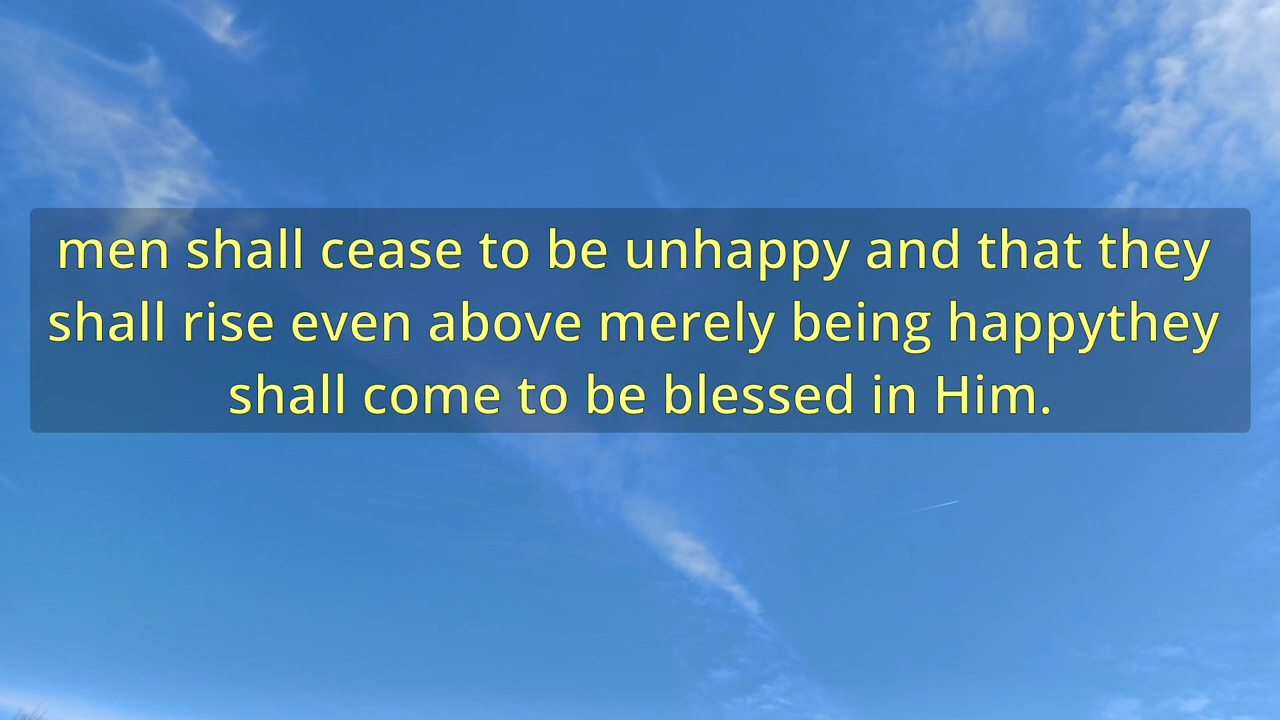 men shall cease to be unhappy and that they
shall rise even above merely being happythey
shall come to be blessed in Him.